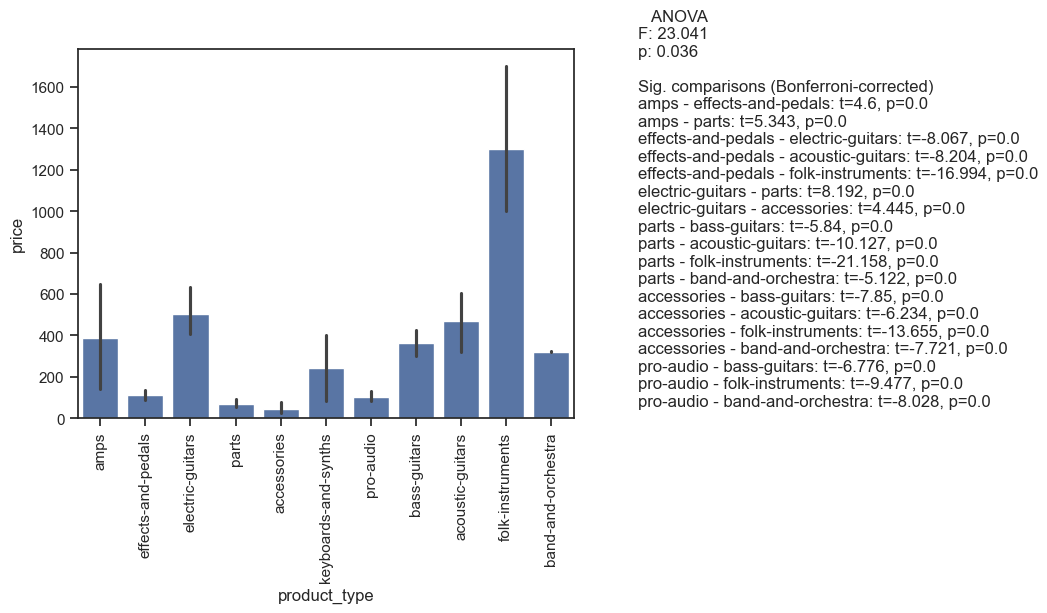 ANOVA
F: 23.041
p: 0.036
Sig. comparisons (Bonferroni-corrected)
amps - effects-and-pedals: t=4.6, p=0.0
amps - parts: t=5.343, p=0.0
effects-and-pedals - electric-guitars: t=-8.067, p=0.0
effects-and-pedals - acoustic-guitars: t=-8.204, p=0.0
effects-and-pedals - folk-instruments: t=-16.994, p=0.0
electric-guitars - parts: t=8.192, p=0.0
electric-guitars - accessories: t=4.445, p=0.0
parts - bass-guitars: t=-5.84, p=0.0
parts - acoustic-guitars: t=-10.127, p=0.0
parts - folk-instruments: t=-21.158, p=0.0
parts - band-and-orchestra: t=-5.122, p=0.0
accessories - bass-guitars: t=-7.85, p=0.0
accessories - acoustic-guitars: t=-6.234, p=0.0
accessories - folk-instruments: t=-13.655, p=0.0
accessories - band-and-orchestra: t=-7.721, p=0.0
pro-audio - bass-guitars: t=-6.776, p=0.0
pro-audio - folk-instruments: t=-9.477, p=0.0
pro-audio - band-and-orchestra: t=-8.028, p=0.0
price
1600
1400
1200
1000
800
600
400
200
0
amps
effects-and-pedals
electric-guitars
parts
accessories
keyboards-and-synths
pro-audio
bass-guitars
acoustic-guitars
folk-instruments
band-and-orchestra
product_type